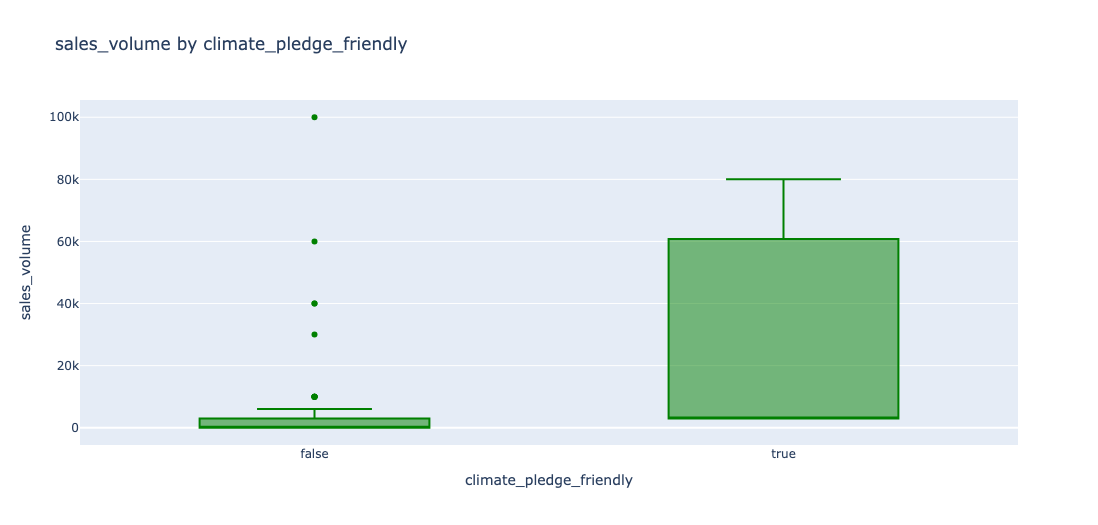 sales_volume by climate_pledge_friendly
100k
80k
60k
40k
20k
0
sales_volume
false
true
climate_pledge_friendly